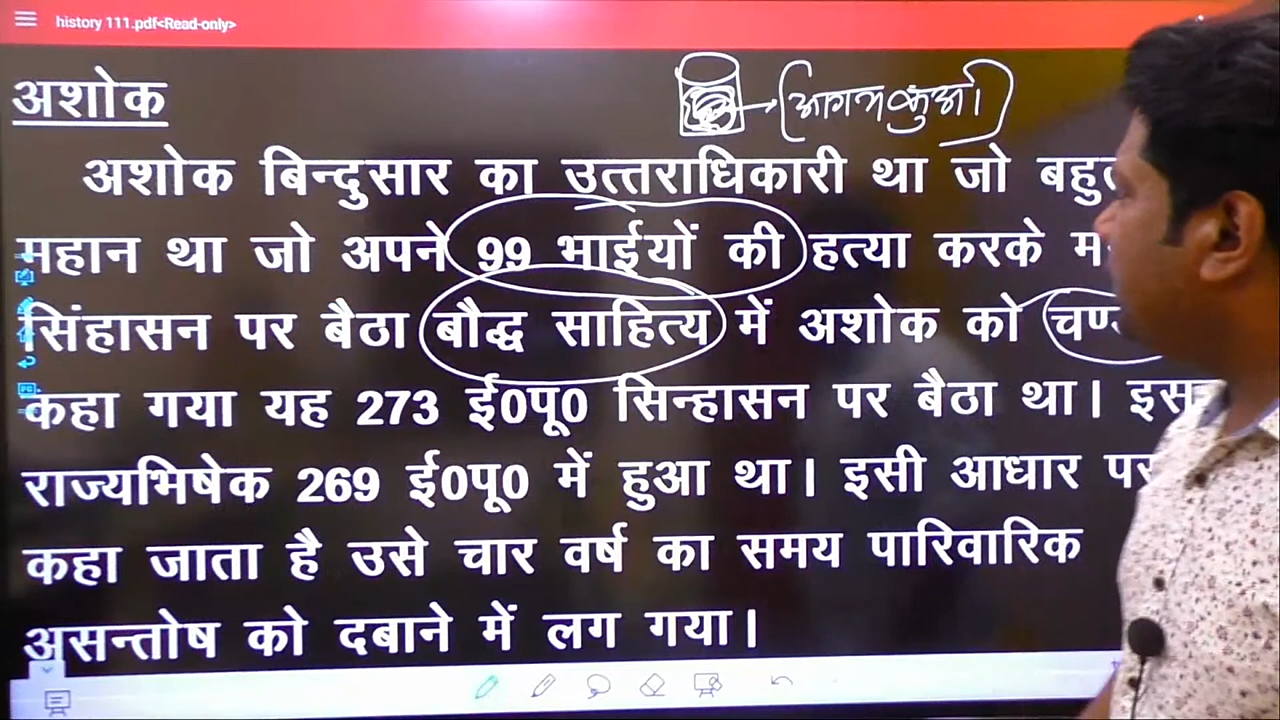 history 111.pdf<Read-only>
अशोक
आगमकुआँ।
अशोक बिन्दुसार का उत्तराधिकारी था जो
महान था जो अपने 99 भाईयों की हत्या करके
सिंहासन पर बैठा बौद्ध साहित्य में अशोक को
कहा गया यह 273 ई0पू0 सिन्हासन पर बैठा था। इस
राज्यभिषेक 269 ई0पू0 में हुआ था। इसी आधार पर
कहा जाता है उसे चार वर्ष का समय पारिवारिक
असन्तोष को दबाने में लग गया।